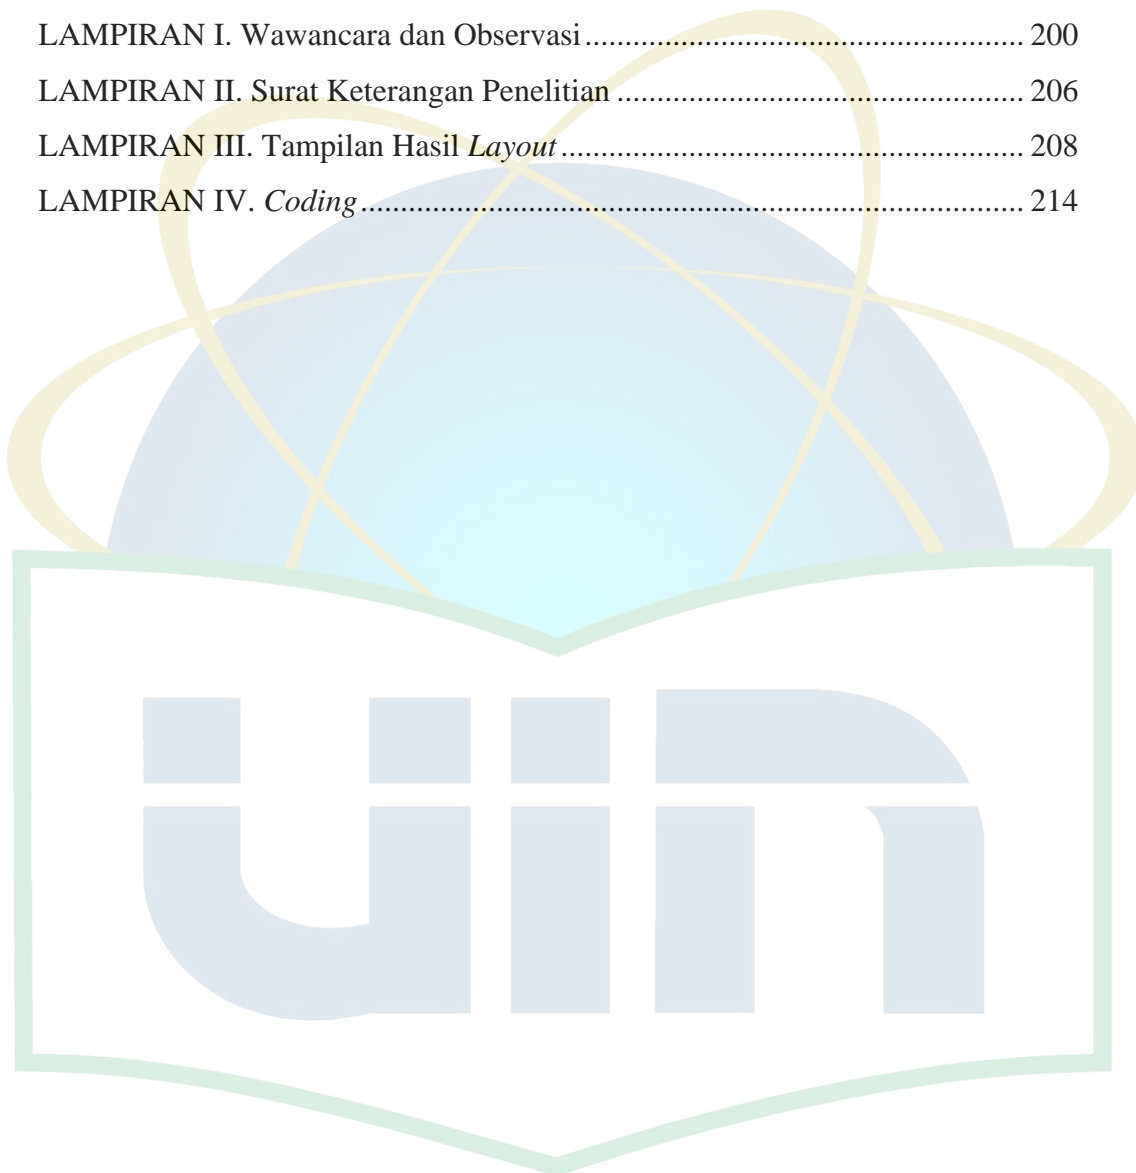 LAMPIRAN I. Wawancara dan Observasi ....................................................... 200
LAMPIRAN II. Surat Keterangan Penelitian ................................................... 206
LAMPIRAN III. Tampilan Hasil Layout .......................................................... 208
LAMPIRAN IV. Coding ................................................................................... 214
uin